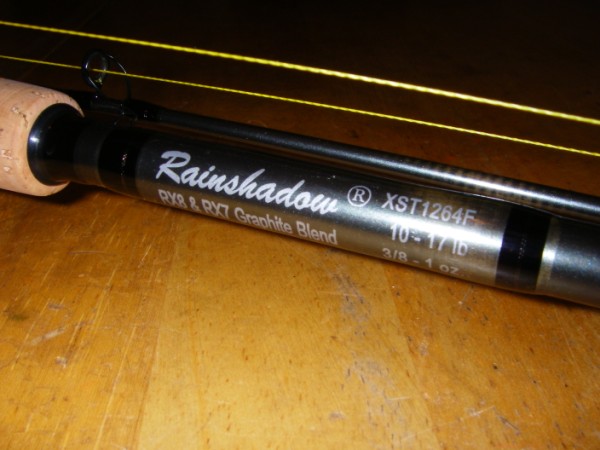 Rainshadow ® XST1264F
RX8 & RX7 Graphite Blend
10 - 17 lb
3/8 - 1 oz